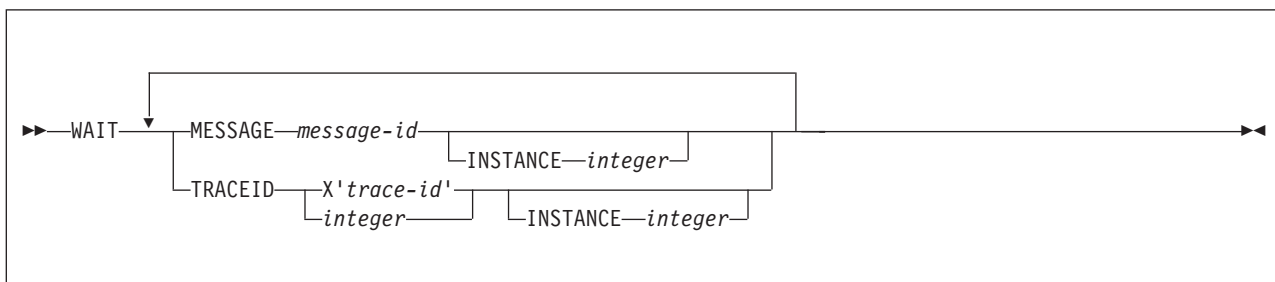 WAIT MESSAGE message-id
INSTANCE integer
TRACEID X'trace-id'
integer INSTANCE integer